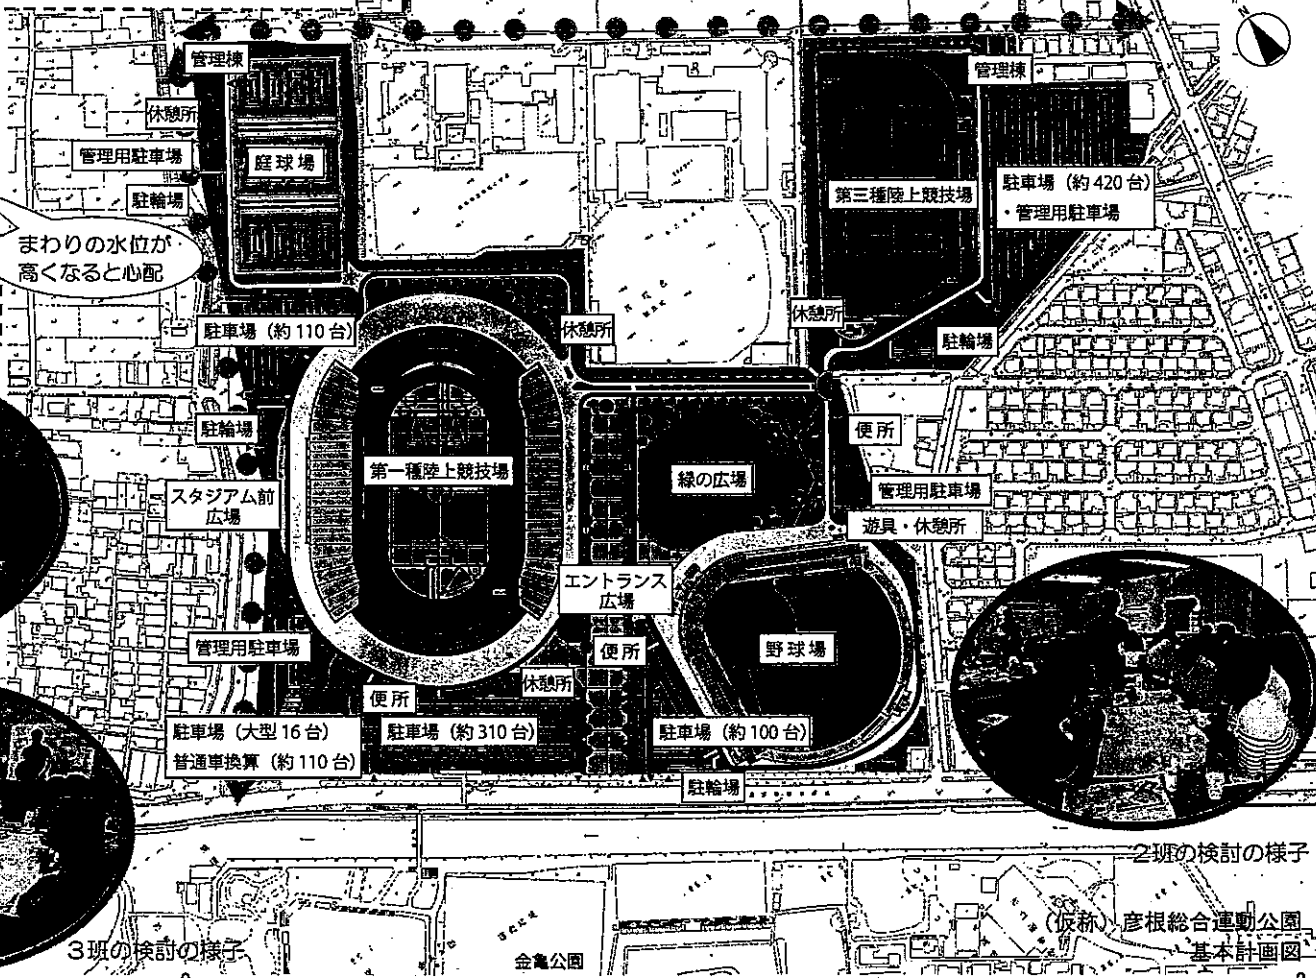 N
管理棟
管理棟
休憩所
管理用駐車場
庭球場
駐輪場
まわりの水位が
高くなると心配
第三種陸上競技場
駐車場（約 420 台）
・管理用駐車場
駐車場（約 110 台）
休憩所
休憩所
駐輪場
駐輪場
便所
第一種陸上競技場
緑の広場
スタジアム前
広場
管理用駐車場
遊具・休憩所
エントランス
広場
管理用駐車場
便所
野球場
休憩所
便所
駐車場（大型 16 台）
普通車換算（約 110 台）
駐車場（約 310 台）
駐車場（約 100 台）
駐輪場
2班の検討の様子
3班の検討の様子
金亀公園
（仮称）彦根総合運動公園
基本計画図